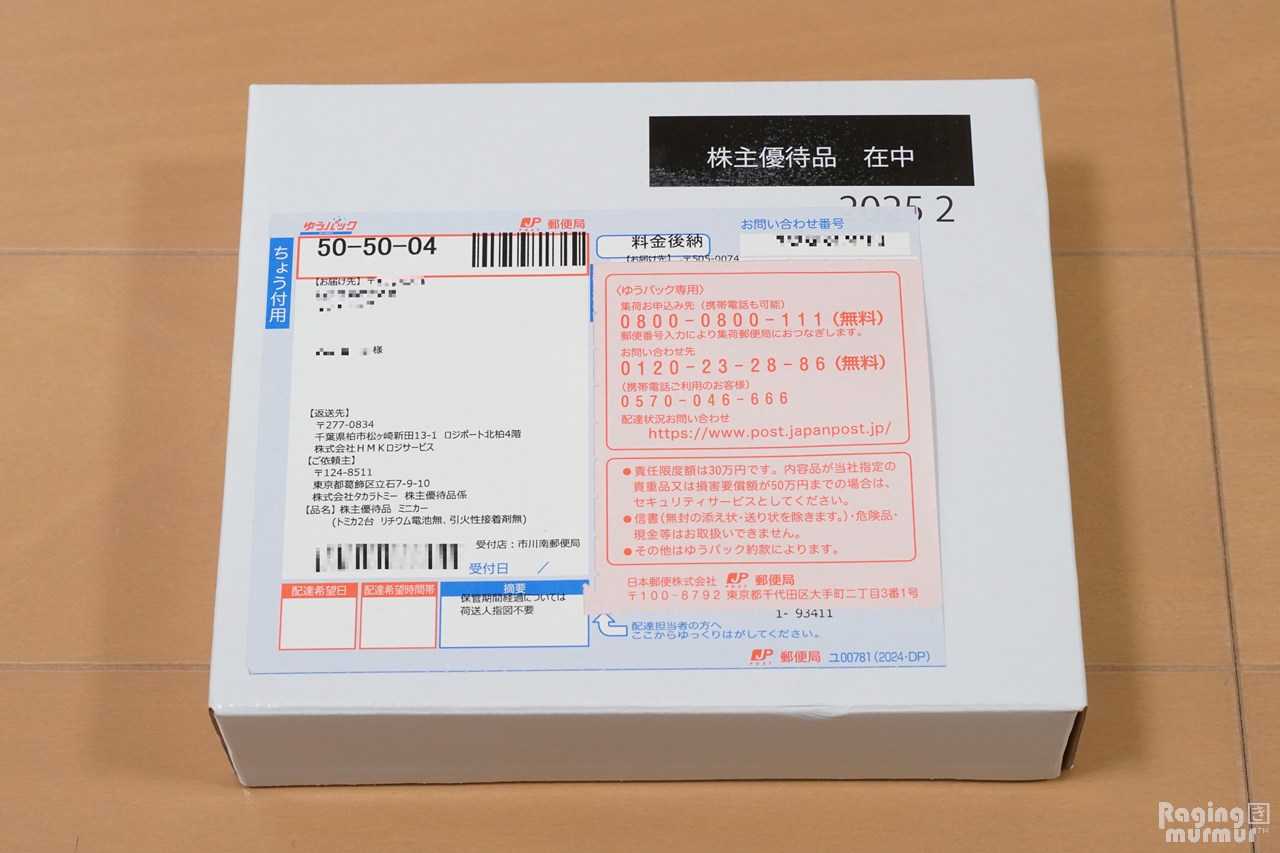 株主優待品　在中
2025 2
ゆうパック
JP 郵便局
POST
お問い合わせ番号
ちょう付用
50-50-04
料金後納
【お届け先】 〒505-0074
【お届け先】〒
様
【返送先】
〒277-0834
千葉県柏市松ヶ崎新田13-1 ロジポート北柏4階
株式会社HMKロジサービス
【ご依頼主】
〒124-8511
東京都葛飾区立石7-9-10
株式会社タカラトミー 株主優待品係
【品名】株主優待品 ミニカー
(トミカ2台 リチウム電池無、引火性接着剤無)
受付店：市川南郵便局
受付日 /
配達希望日
配達希望時間帯
摘要
保管期間経過については
荷送人指図不要
〈ゆうパック専用〉
集荷お申込み先（携帯電話も可能）
0800-0800-111(無料)
郵便番号入力により集荷郵便局におつなぎします。
お問い合わせ先
0120-23-28-86(無料)
（携帯電話ご利用のお客様）
0570-046-666
配達状況お問い合わせ
https://www.post.japanpost.jp/
●責任限度額は30万円です。内容品が当社指定の
貴重品又は損害要償額が50万円までの場合は、
セキュリティサービスとしてください。
●信書（無封の添え状・送り状を除きます。）・危険品・
現金等はお取扱いできません。
●その他はゆうパック約款によります。
日本郵便株式会社 JP 郵便局
POST
〒100-8792 東京都千代田区大手町二丁目3番1号
1- 93411
配達担当者の方へ
ここからゆっくりはがしてください。
JP 郵便局 ユ00781(2024・DP)
POST
Raging
murmur